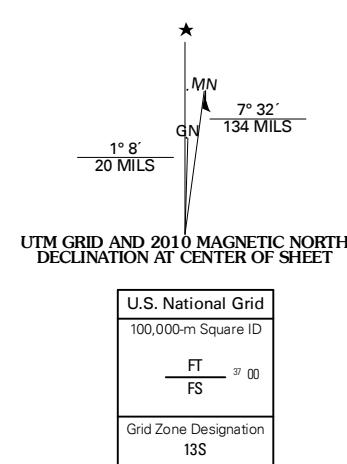 MN
GN
7° 32´
134 MILS
1° 8´
20 MILS
UTM GRID AND 2010 MAGNETIC NORTH
DECLINATION AT CENTER OF SHEET
U.S. National Grid
100,000-m Square ID
FT
37 00
FS
Grid Zone Designation
13S